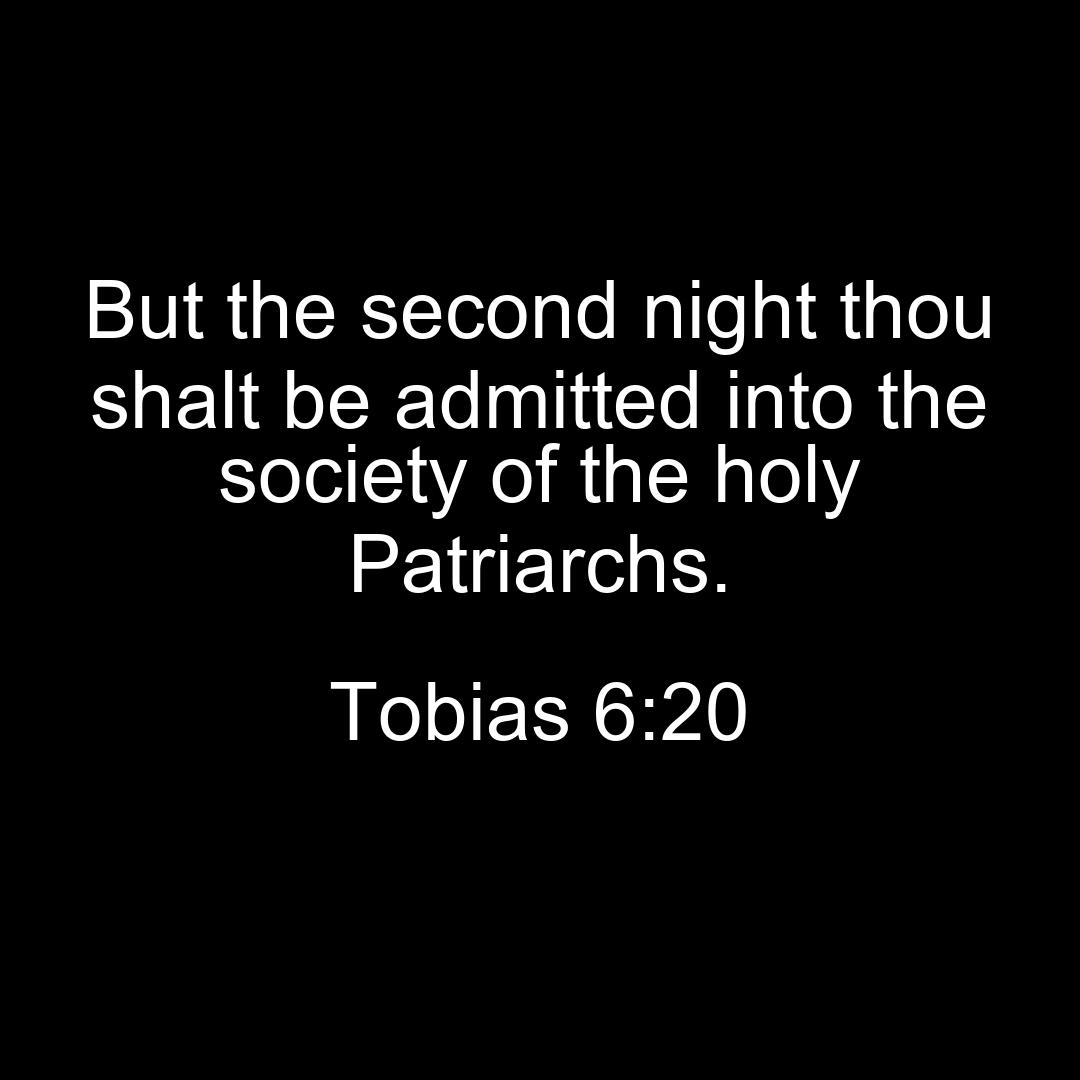 But the second night thou
shalt be admitted into the
society of the holy
Patriarchs.
Tobias 6:20